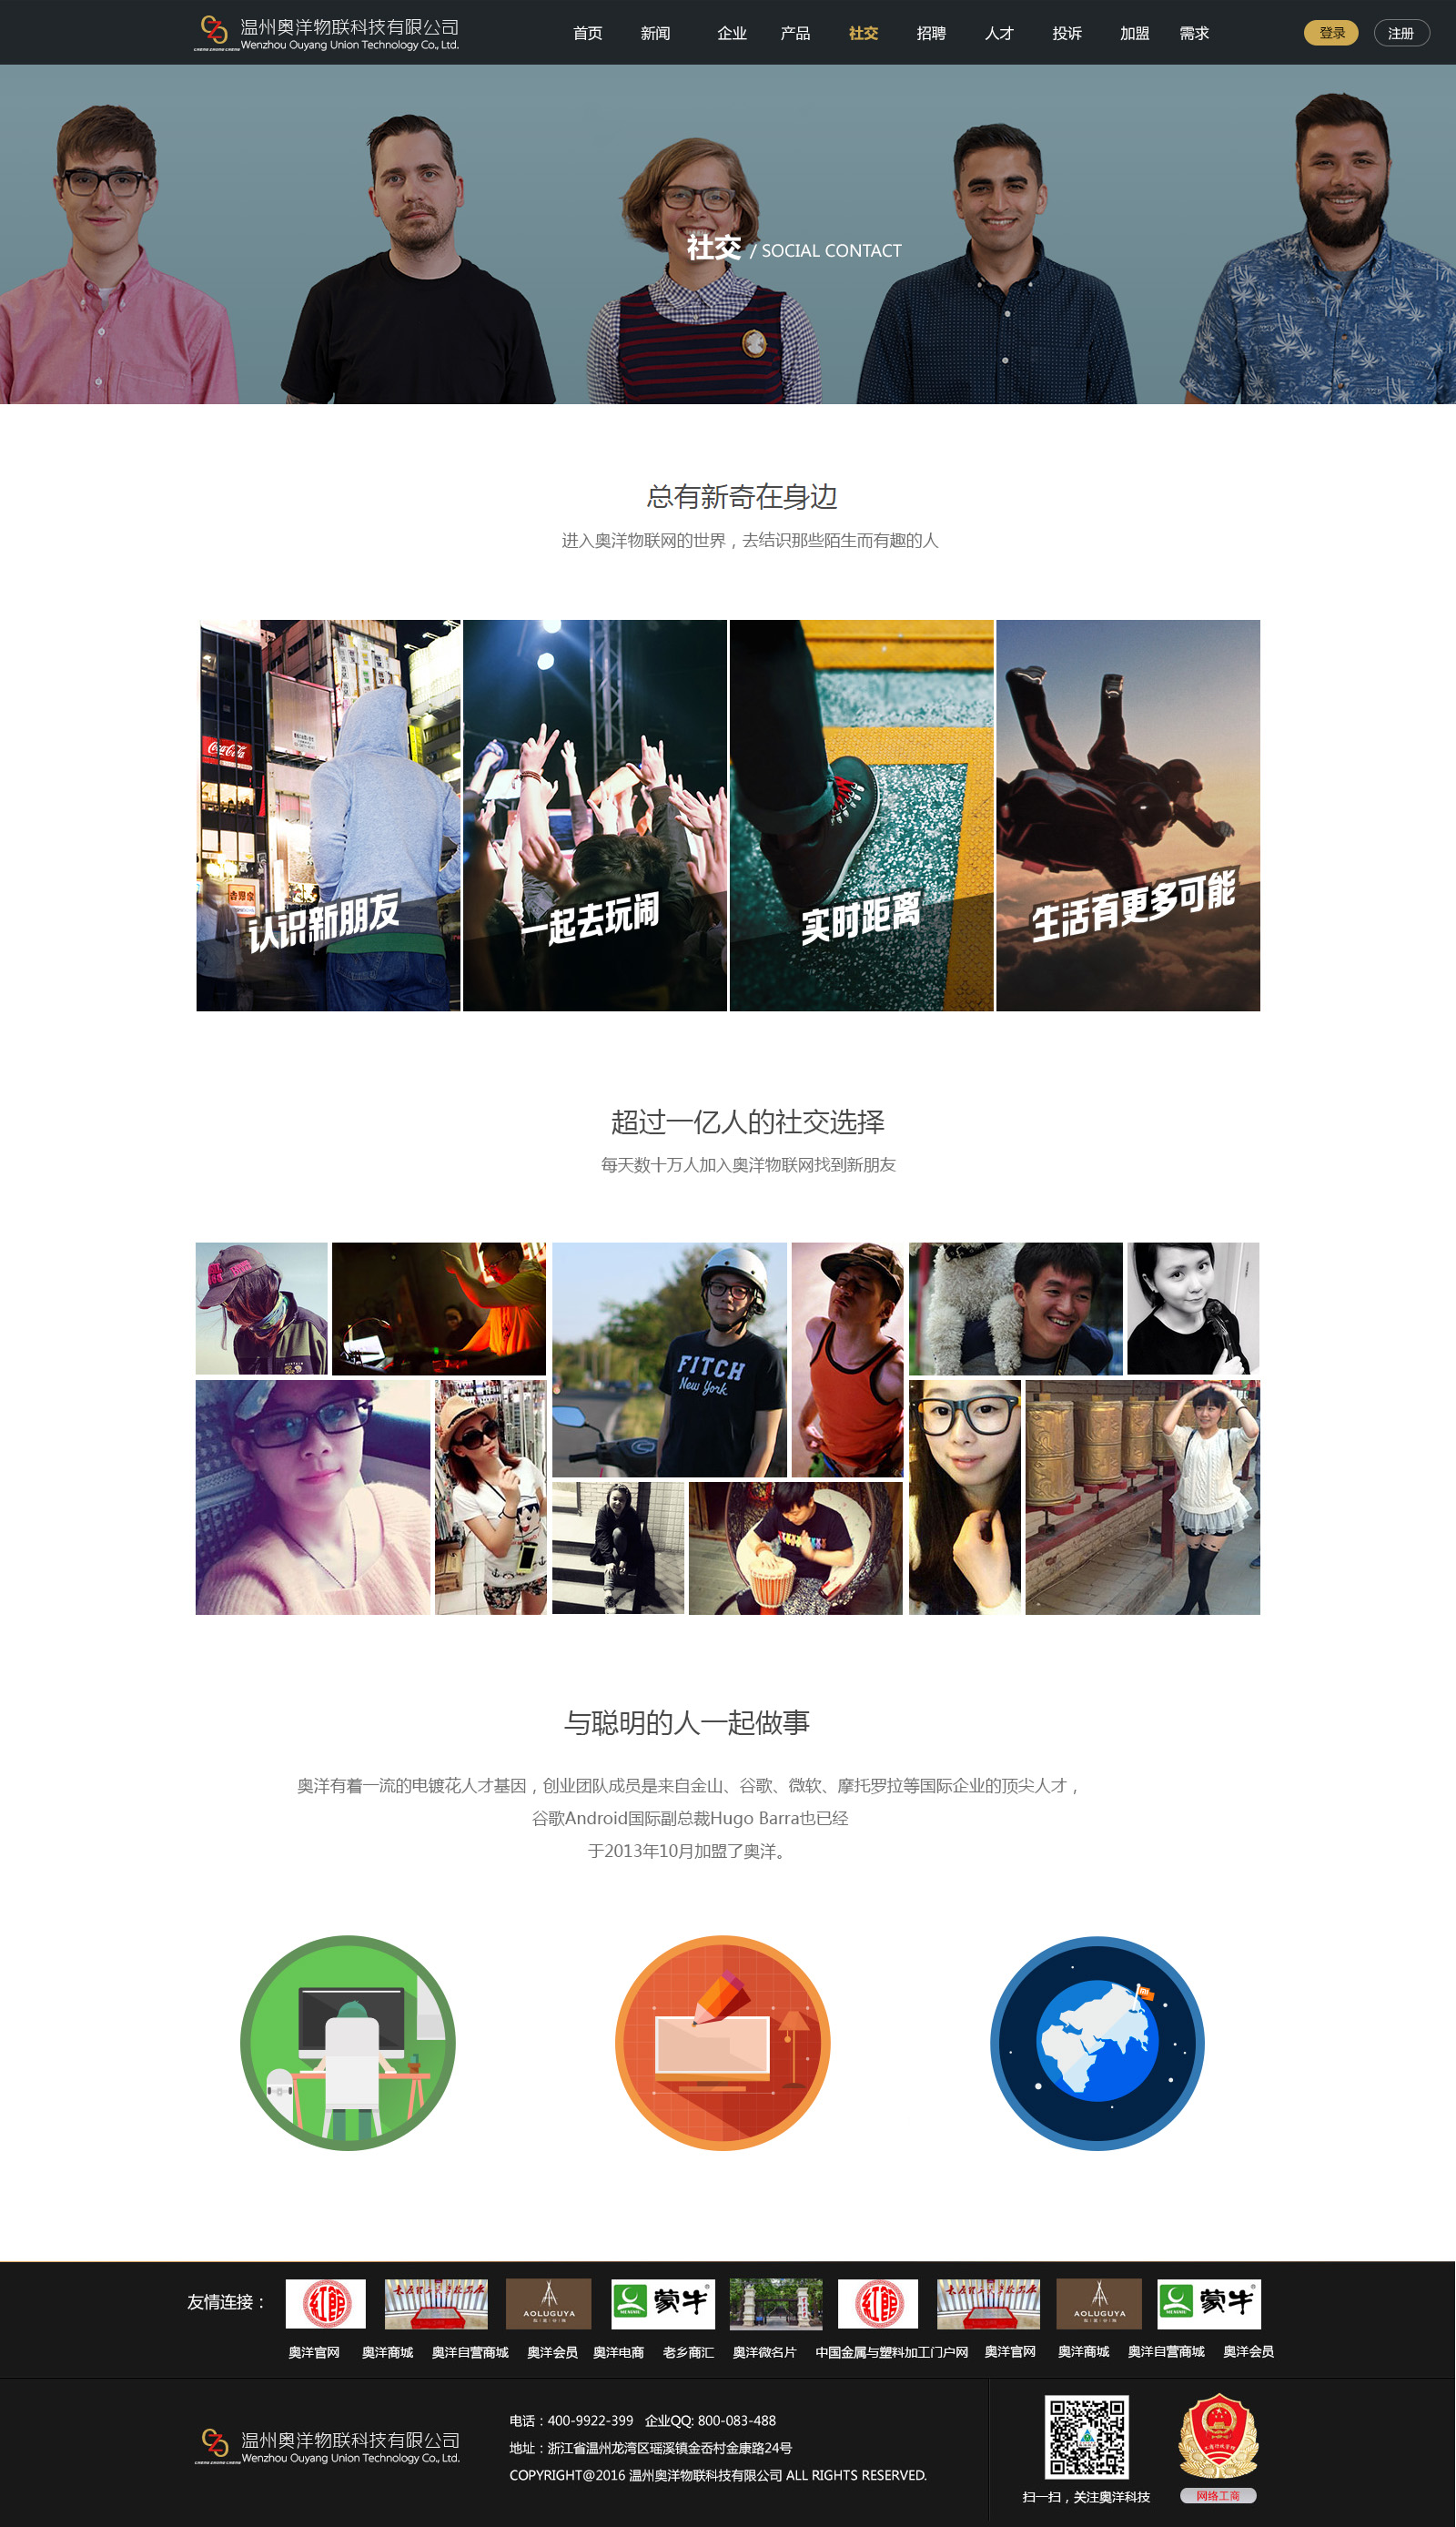 温州奥洋物联科技有限公司
Wenzhou Ouyang Union Technology Co., Ltd.
首页 新闻 企业 产品 社交 招聘 人才 投诉 加盟 需求 登录 注册
社交 / SOCIAL CONTACT
总有新奇在身边
进入奥洋物联网的世界，去结识那些陌生而有趣的人
Coca-Cola
认识新朋友
一起去玩闹
实时距离
生活有更多可能
超过一亿人的社交选择
每天数十万人加入奥洋物联网找到新朋友
FITCH
New York
与聪明的人一起做事
奥洋有着一流的电镀花人才基因，创业团队成员是来自金山、谷歌、微软、摩托罗拉等国际企业的顶尖人才，
谷歌Android国际副总裁Hugo Barra也已经
于2013年10月加盟了奥洋。
友情连接：
AOLUGUYA
蒙牛
AOLUGUYA
蒙牛
奥洋官网 奥洋商城 奥洋自营商城 奥洋会员 奥洋电商 老乡商汇 奥洋微名片 中国金属与塑料加工门户网 奥洋官网 奥洋商城 奥洋自营商城 奥洋会员
温州奥洋物联科技有限公司
Wenzhou Ouyang Union Technology Co., Ltd.
电话：400-9922-399 企业QQ: 800-083-488
地址：浙江省温州龙湾区瑶溪镇金岙村金康路24号
COPYRIGHT@2016 温州奥洋物联科技有限公司 ALL RIGHTS RESERVED.
扫一扫，关注奥洋科技
网络工商